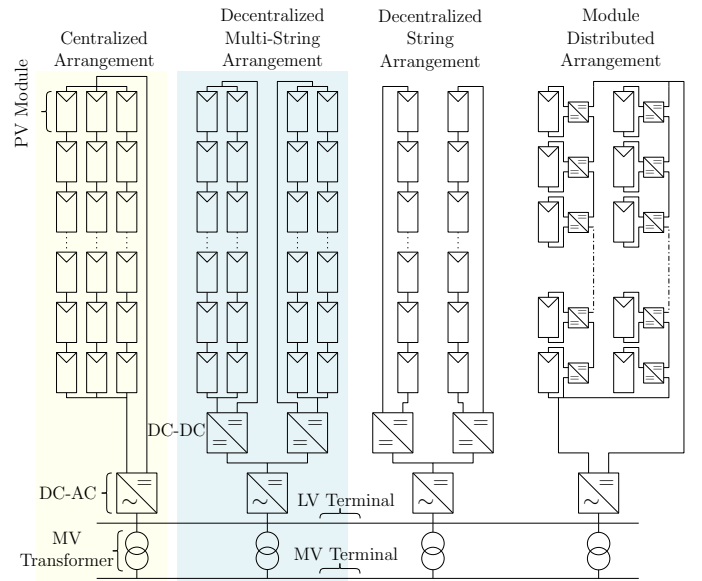 Centralized
Arrangement
Decentralized
Multi-String
Arrangement
Decentralized
String
Arrangement
Module
Distributed
Arrangement
PV Module
DC-DC
DC-AC
LV Terminal
MV
Transformer
MV Terminal